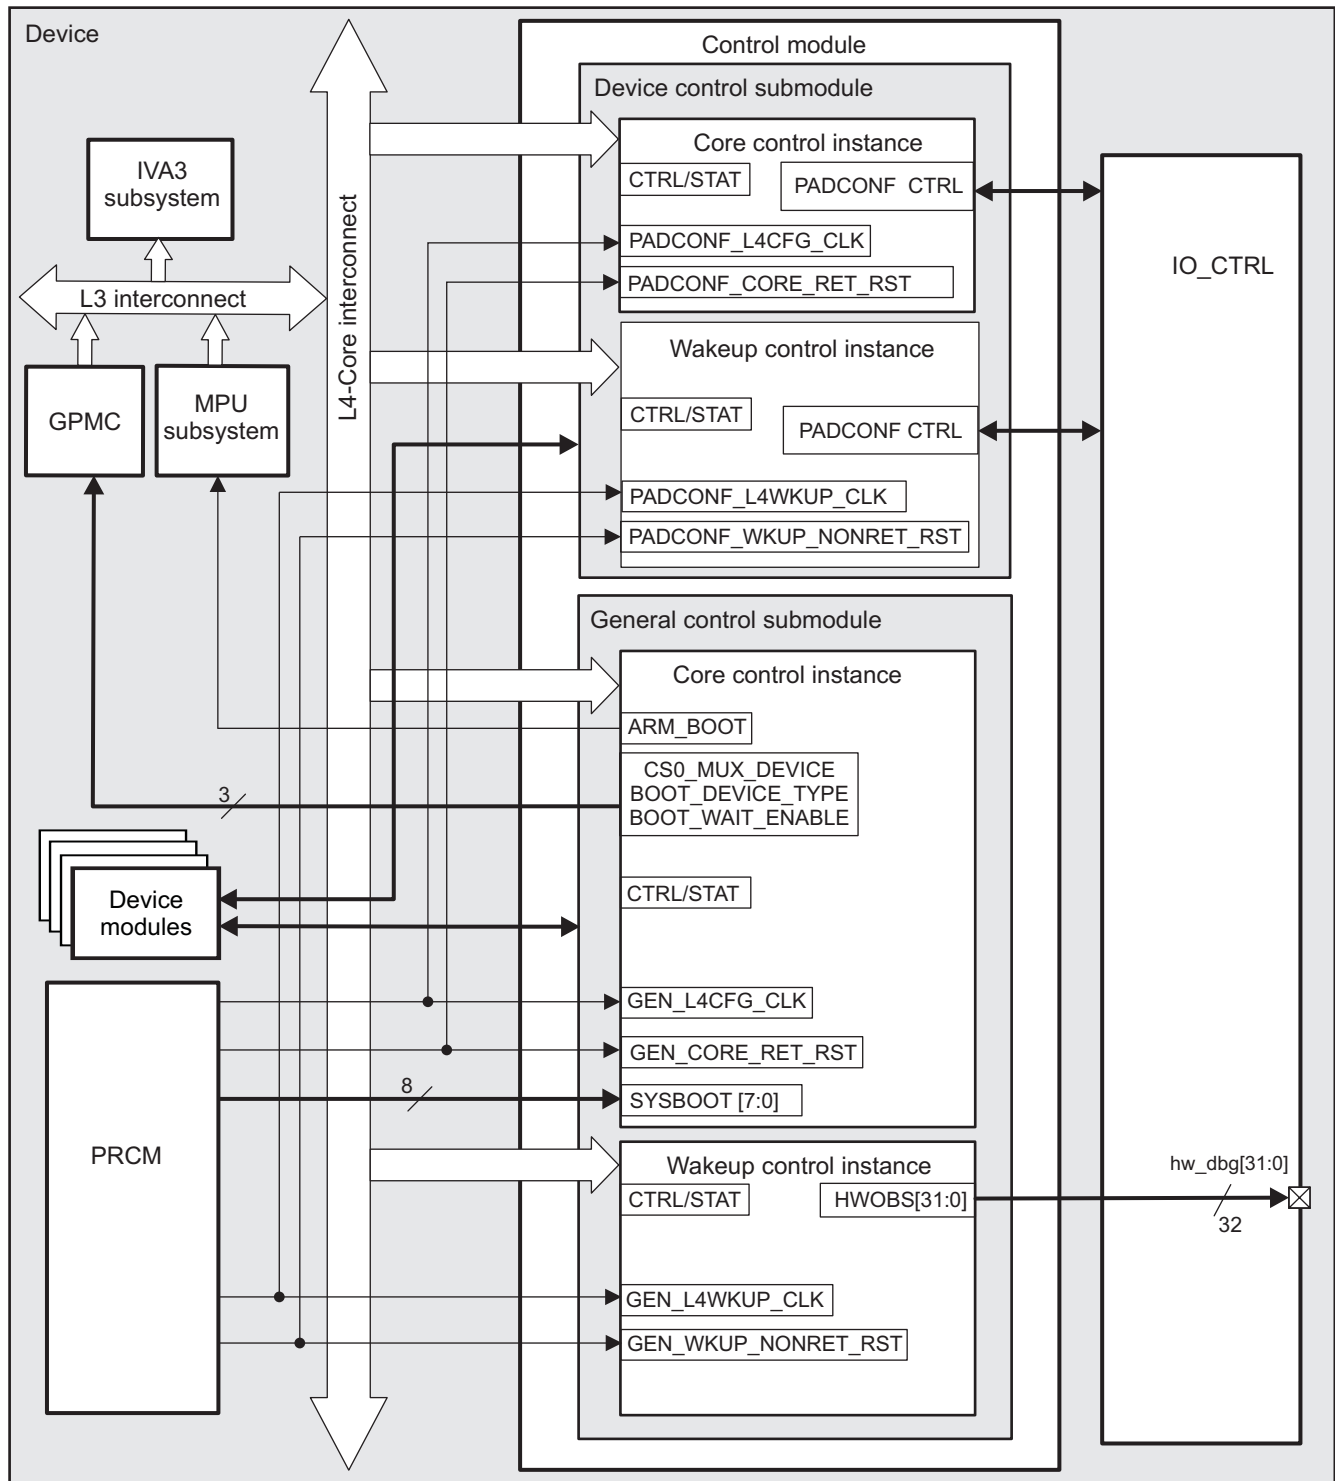 Device
Control module
Device control submodule
Core control instance
CTRL/STAT
PADCONF CTRL
PADCONF_L4CFG_CLK
PADCONF_CORE_RET_RST
IVA3
subsystem
L3 interconnect
L4-Core interconnect
GPMC
MPU
subsystem
IO_CTRL
Wakeup control instance
CTRL/STAT
PADCONF CTRL
PADCONF_L4WKUP_CLK
PADCONF_WKUP_NONRET_RST
General control submodule
Core control instance
ARM_BOOT
CS0_MUX_DEVICE
BOOT_DEVICE_TYPE
BOOT_WAIT_ENABLE
3
CTRL/STAT
Device
modules
GEN_L4CFG_CLK
GEN_CORE_RET_RST
8
SYSBOOT [7:0]
PRCM
Wakeup control instance
CTRL/STAT
HWOBS[31:0]
hw_dbg[31:0]
32
GEN_L4WKUP_CLK
GEN_WKUP_NONRET_RST